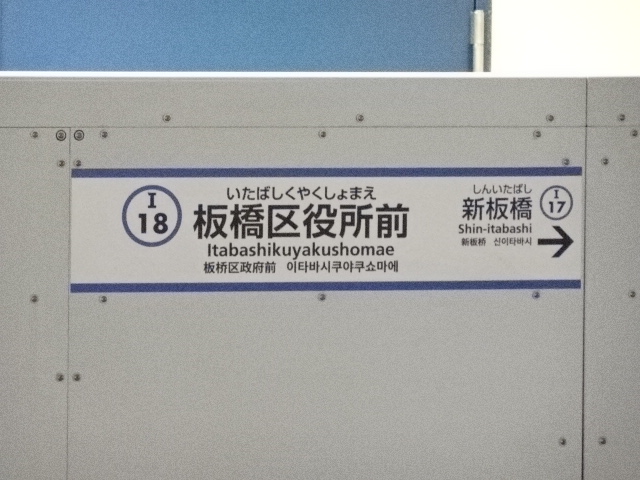 I
18
いたばしくやくしょまえ
板橋区役所前
Itabashikuyakushomae
板桥区政府前 이타바시쿠야쿠쇼마에
しんいたばし
新板橋
I
17
Shin-itabashi
新板桥 신이타바시